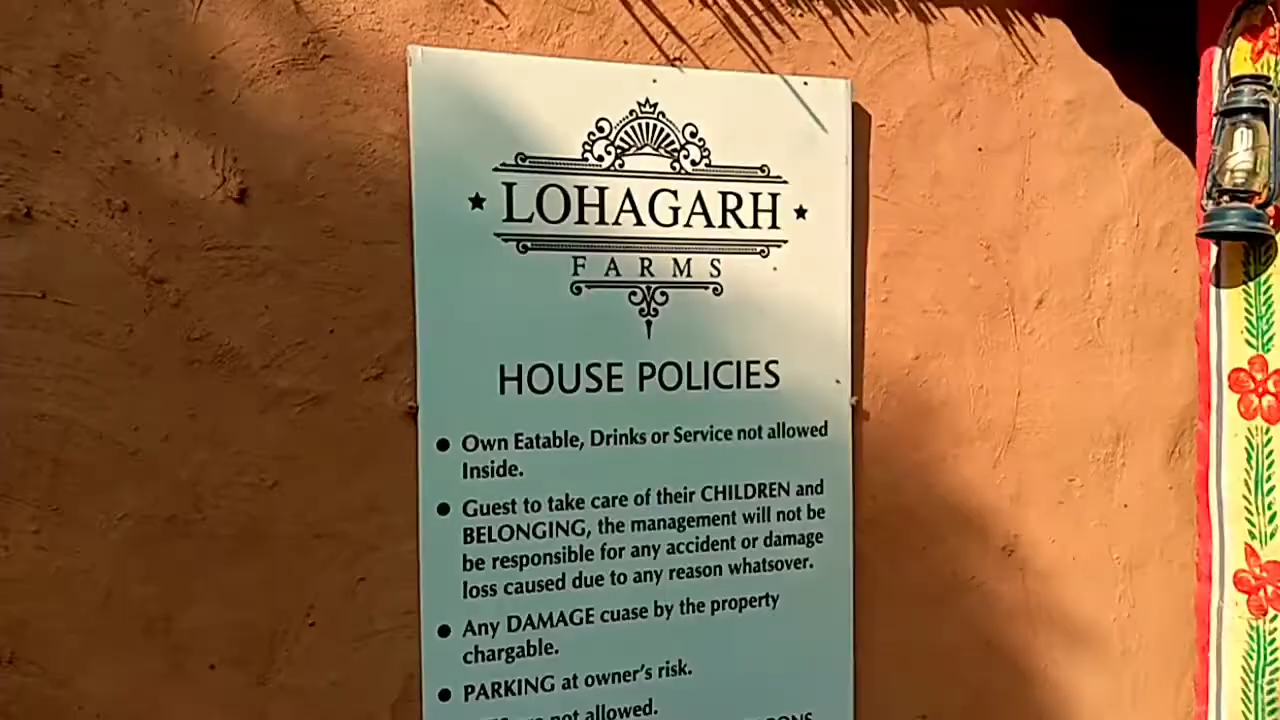 LOHAGARH
FARMS
HOUSE POLICIES
● Own Eatable, Drinks or Service not allowed
Inside.
● Guest to take care of their CHILDREN and
BELONGING, the management will not be
be responsible for any accident or damage
loss caused due to any reason whatsover.
● Any DAMAGE cuase by the property
chargable.
● PARKING at owner's risk.
not allowed.